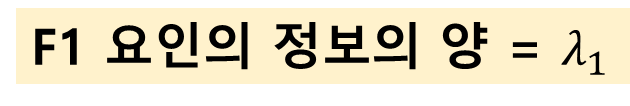 F1 요인의 정보의 양 = λ₁